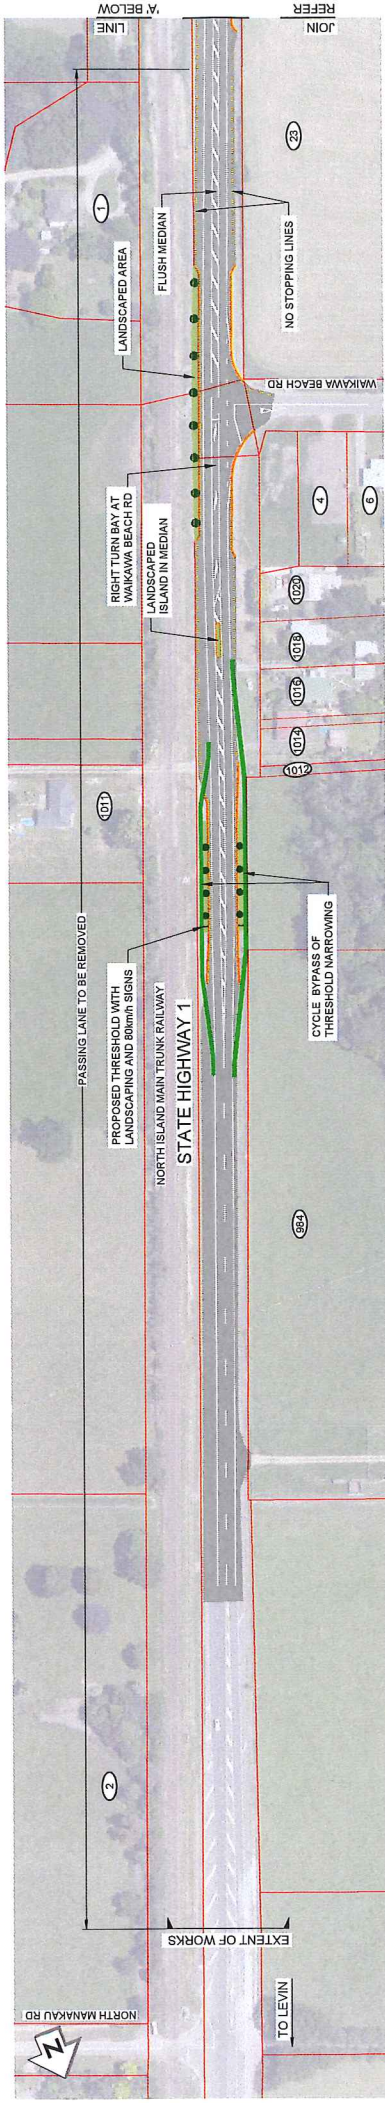 NORTH MANAKAU RD
N
TO LEVIN
EXTENT OF WORKS
2
PASSING LANE TO BE REMOVED
984
STATE HIGHWAY 1
NORTH ISLAND MAIN TRUNK RAILWAY
PROPOSED THRESHOLD WITH
LANDSCAPING AND 80km/h SIGNS
CYCLE BYPASS OF
THRESHOLD NARROWING
1011
1012
1014
1016
1018
1020
LANDSCAPED
ISLAND IN MEDIAN
RIGHT TURN BAY AT
WAIKAWA BEACH RD
4
6
WAIKAWA BEACH RD
LANDSCAPED AREA
FLUSH MEDIAN
NO STOPPING LINES
1
23
LINE
'A' BELOW
JOIN
REFER